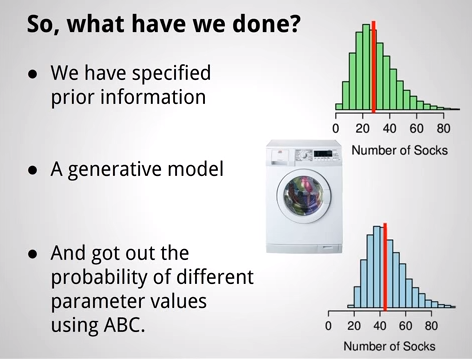 So, what have we done?
● We have specified
prior information
0 20 40 60 80
Number of Socks
● A generative model
● And got out the
probability of different
parameter values
using ABC.
0 20 40 60 80
Number of Socks